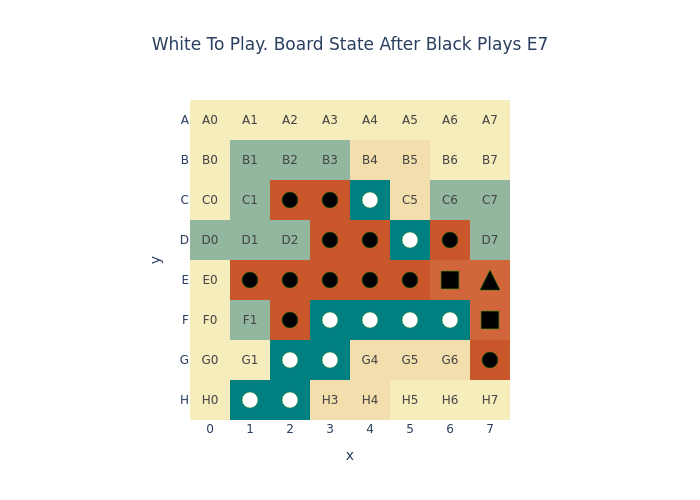 White To Play. Board State After Black Plays E7
A A0 A1 A2 A3 A4 A5 A6 A7
B B0 B1 B2 B3 B4 B5 B6 B7
C C0 C1 C5 C6 C7
D D0 D1 D2 D7
E E0
F F0 F1
G G0 G1 G4 G5 G6
H H0 H3 H4 H5 H6 H7
0 1 2 3 4 5 6 7
x
y